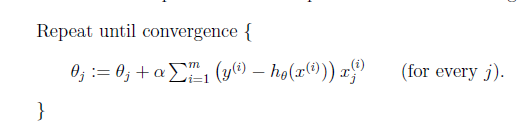 Repeat until convergence {
θ_j := θ_j + α ∑_{i=1}^{m} (y^{(i)} − h_θ(x^{(i)})) x_j^{(i)} (for every j).
}